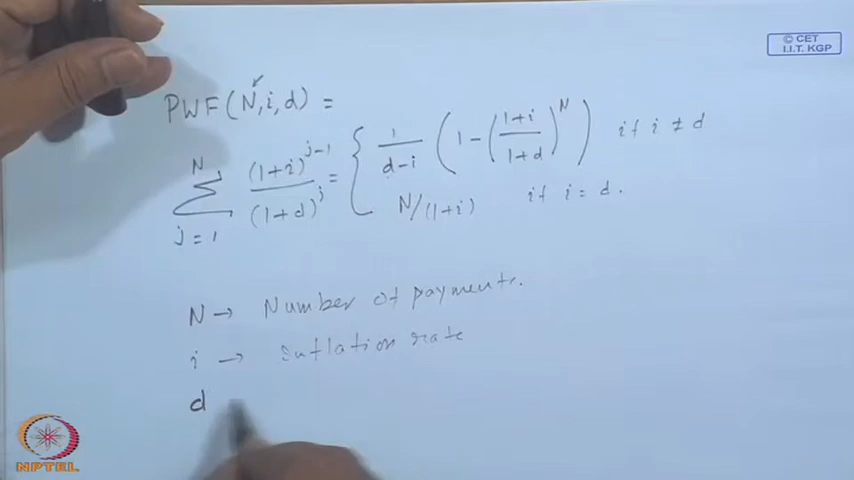 © CET
I.I.T. KGP
PWF(N,i,d) =
N
∑ (1+i)^(j-1) / (1+d)^j = { 1/(d-i) (1 - ((1+i)/(1+d))^N) if i ≠ d
j=1
N/(1+i) if i = d.
N → Number of payments.
i → Inflation rate
d
NPTEL